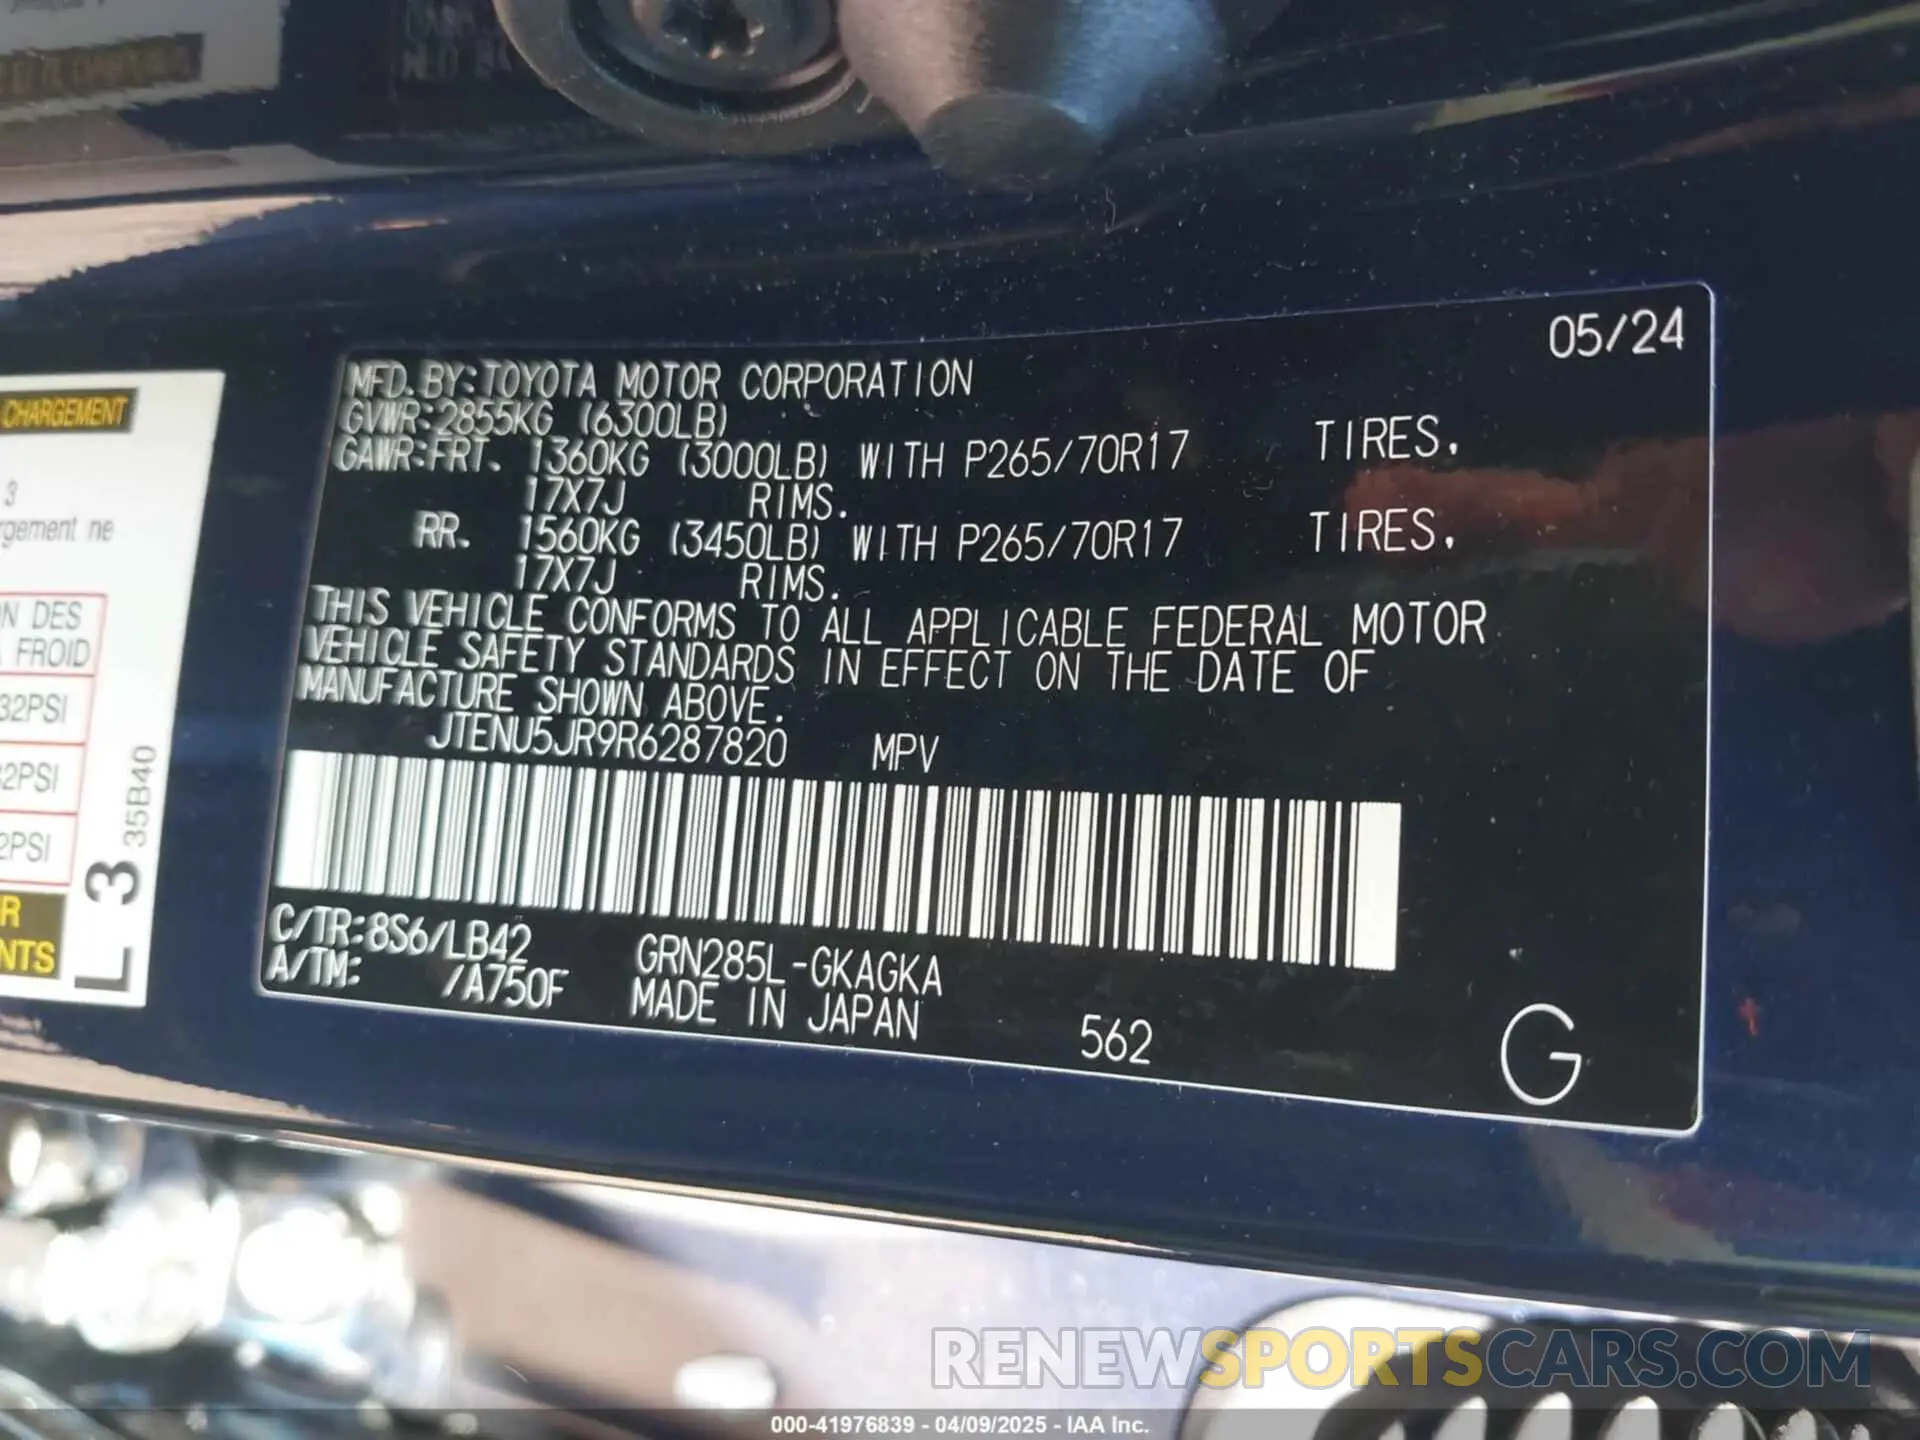 05/24
MFD. BY: TOYOTA MOTOR CORPORATION
GVWR: 2855KG (6300LB)
GAWR: FRT. 1360KG (3000LB) WITH P265/70R17 TIRES.
17X7J RIMS.
RR. 1560KG (3450LB) WITH P265/70R17 TIRES.
17X7J RIMS.
THIS VEHICLE CONFORMS TO ALL APPLICABLE FEDERAL MOTOR
VEHICLE SAFETY STANDARDS IN EFFECT ON THE DATE OF
MANUFACTURE SHOWN ABOVE.
JTENU5JR9R6287820 MPV
C/TR: 8S6/LB42 GRN285L-GKAGKA
A/TM: /A750F MADE IN JAPAN
562
G
CHARGEMENT
3
rgement ne
N DES
FROID
32PSI
2PSI
2PSI
R
NTS
L 3
35B40
RENEWSPORTSCARS.COM
000-41976839 - 04/09/2025 - IAA Inc.